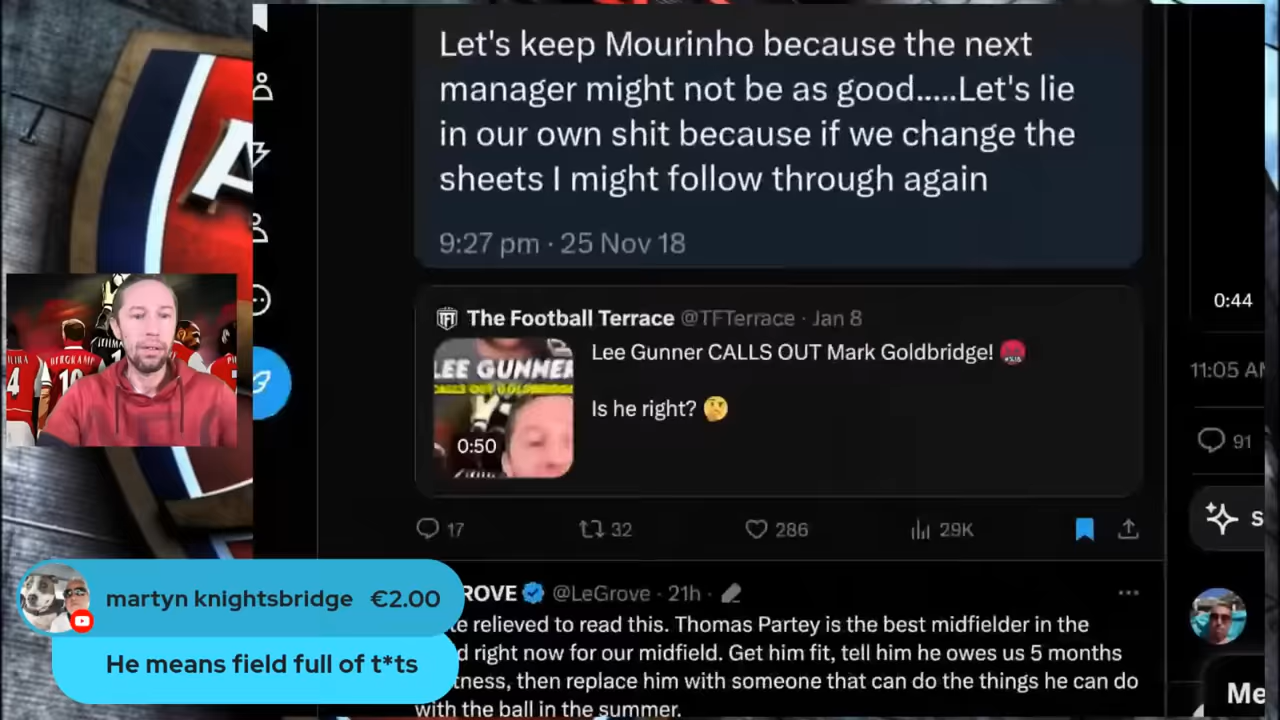 Let's keep Mourinho because the next
manager might not be as good.....Let's lie
in our own shit because if we change the
sheets I might follow through again
9:27 pm · 25 Nov 18
The Football Terrace @TFTerrace · Jan 8
Lee Gunner CALLS OUT Mark Goldbridge!
Is he right?
LEE GUNNER
0:50
17 32 286 29K
0:44
11:05 AM
91
S
ROVE @LeGrove · 21h ·
relieved to read this. Thomas Partey is the best midfielder in the
right now for our midfield. Get him fit, tell him he owes us 5 months
tness, then replace him with someone that can do the things he can do
with the ball in the summer.
Me
martyn knightsbridge €2.00
He means field full of t*ts
BERGKAMP
4 10